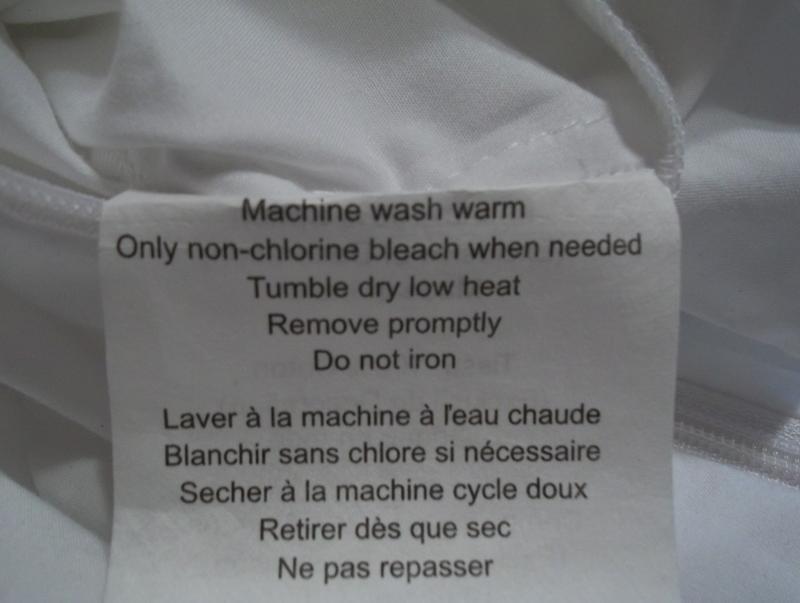 Machine wash warm
Only non-chlorine bleach when needed
Tumble dry low heat
Remove promptly
Do not iron
Laver à la machine à l'eau chaude
Blanchir sans chlore si nécessaire
Secher à la machine cycle doux
Retirer dès que sec
Ne pas repasser